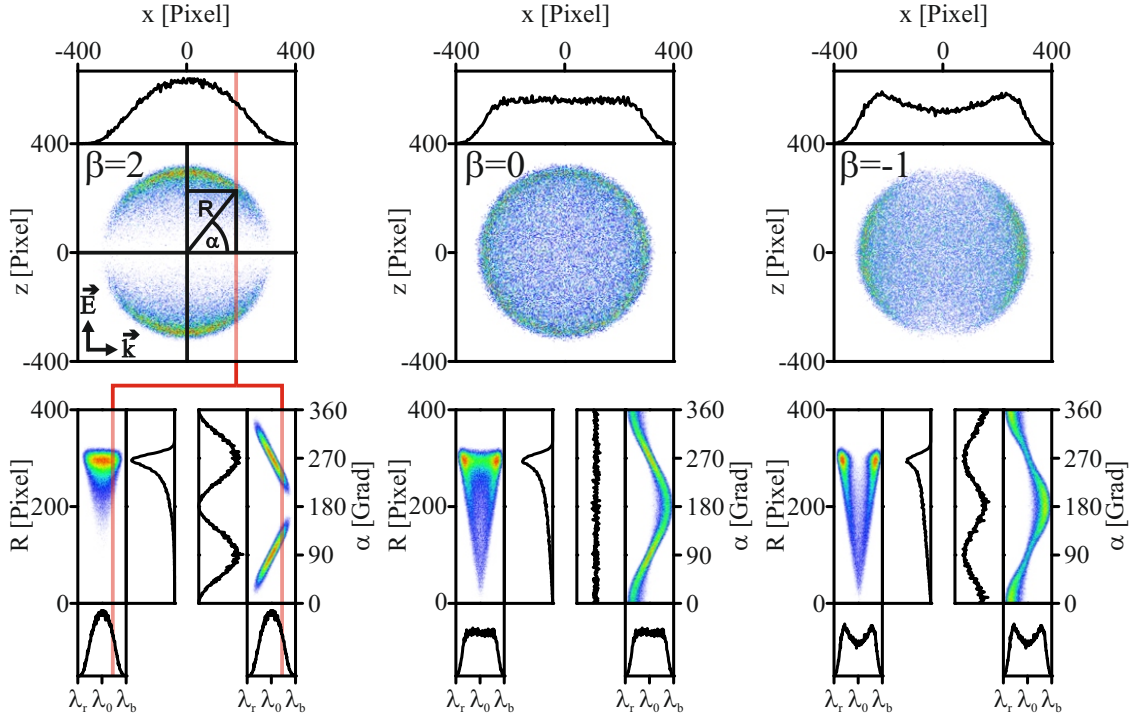 x [Pixel] x [Pixel] x [Pixel]
-400 0 400 -400 0 400 -400 0 400
400 400 400
β=2 β=0 β=-1
z [Pixel] z [Pixel] z [Pixel]
R
α
0 0 0
E
k
-400 -400 -400
400 360 400 360 400 360
270 270 270
R [Pixel] α [Grad] R [Pixel] α [Grad] R [Pixel] α [Grad]
200 180 200 180 200 180
90 90 90
0 0 0 0 0 0
λr λ0 λb λr λ0 λb λr λ0 λb λr λ0 λb λr λ0 λb λr λ0 λb